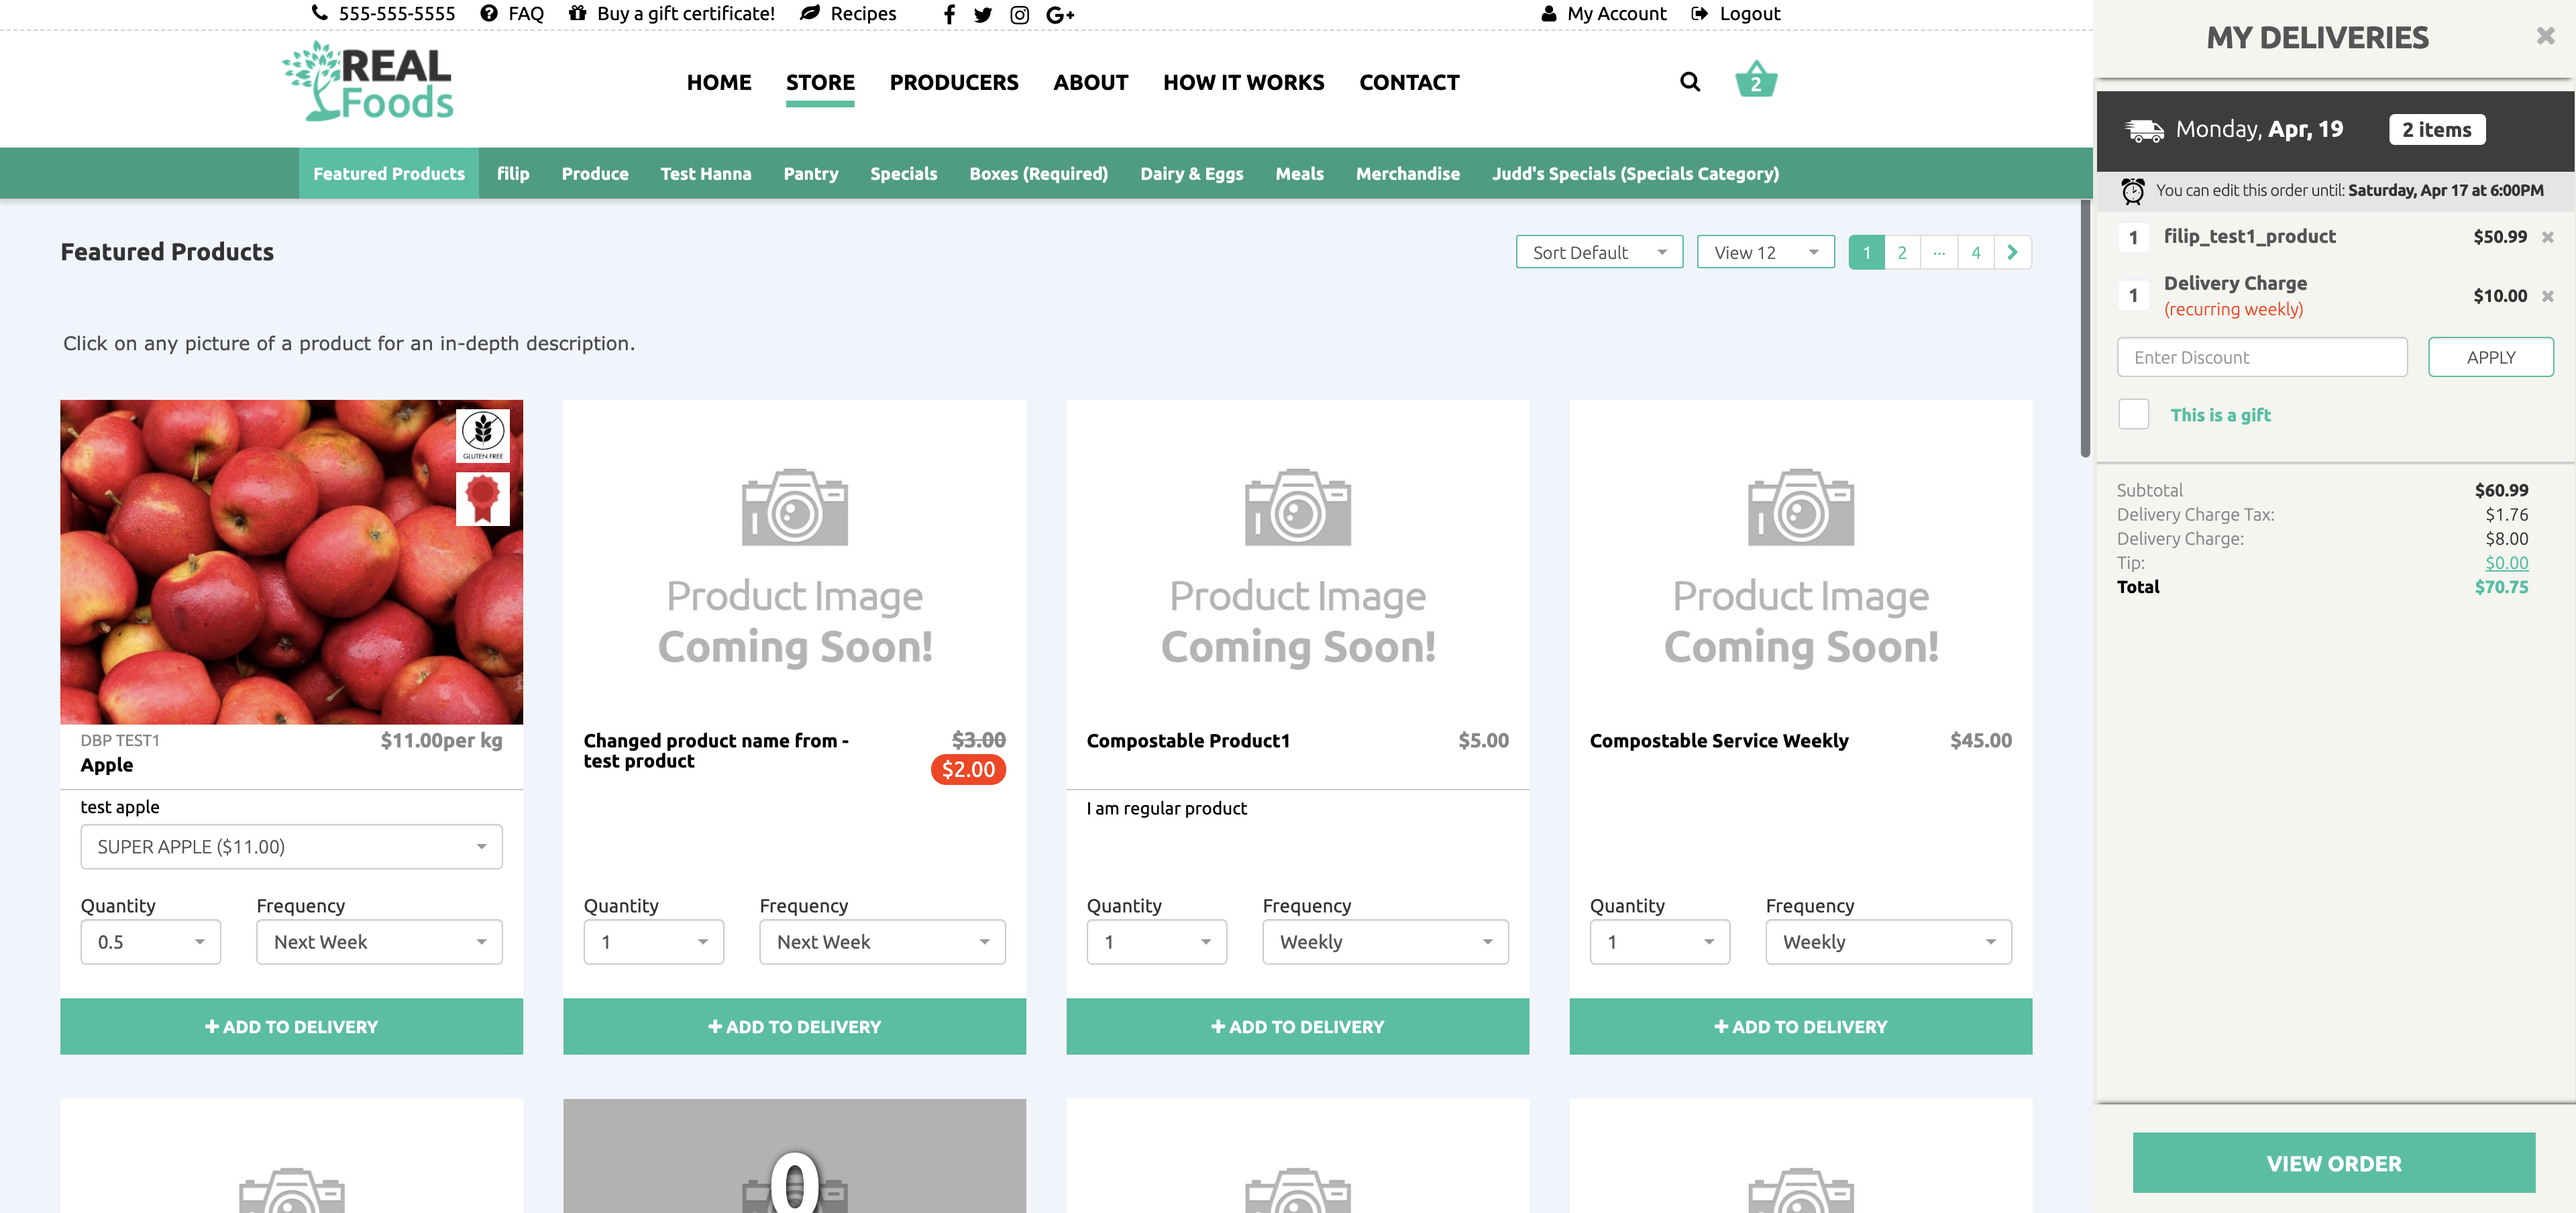 555-555-5555 FAQ Buy a gift certificate! Recipes My Account Logout
REAL
Foods
HOME STORE PRODUCERS ABOUT HOW IT WORKS CONTACT 2
Featured Products filip Produce Test Hanna Pantry Specials Boxes (Required) Dairy & Eggs Meals Merchandise Judd's Specials (Specials Category)
Featured Products
Sort Default View 12 1 2 ... 4
Click on any picture of a product for an in-depth description.
GLUTEN FREE
DBP TEST1 $11.00per kg
Apple
test apple
SUPER APPLE ($11.00)
Quantity Frequency
0.5 Next Week
+ ADD TO DELIVERY
Product Image
Coming Soon!
Changed product name from - $3.00
test product $2.00
Quantity Frequency
1 Next Week
+ ADD TO DELIVERY
Product Image
Coming Soon!
Compostable Product1 $5.00
I am regular product
Quantity Frequency
1 Weekly
+ ADD TO DELIVERY
Product Image
Coming Soon!
Compostable Service Weekly $45.00
Quantity Frequency
1 Weekly
+ ADD TO DELIVERY
0
MY DELIVERIES
Monday, Apr, 19 2 items
You can edit this order until: Saturday, Apr 17 at 6:00PM
1 filip_test1_product $50.99
1 Delivery Charge $10.00
(recurring weekly)
Enter Discount APPLY
This is a gift
Subtotal $60.99
Delivery Charge Tax: $1.76
Delivery Charge: $8.00
Tip: $0.00
Total $70.75
VIEW ORDER